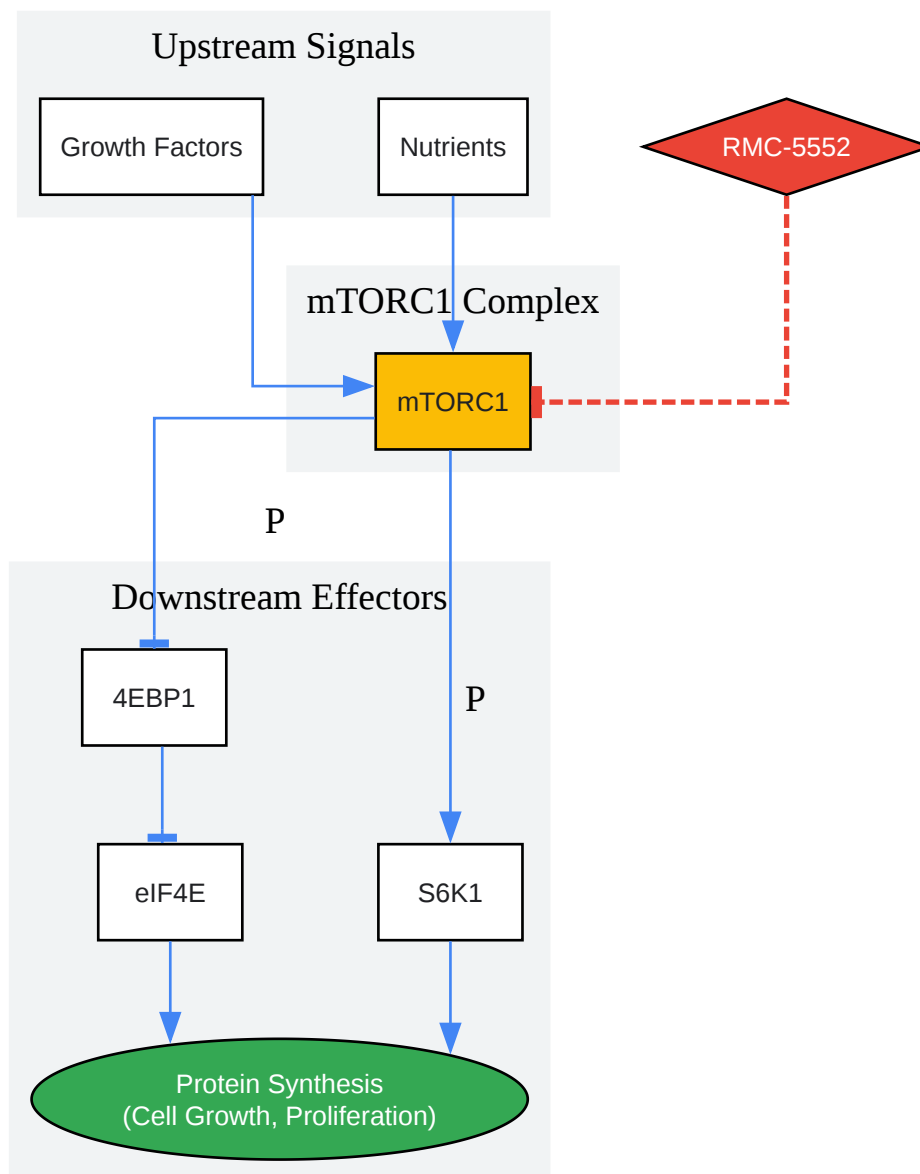 Upstream Signals
Growth Factors
Nutrients
RMC-5552
mTORC1 Complex
mTORC1
P
Downstream Effectors
4EBP1
P
eIF4E
S6K1
Protein Synthesis
(Cell Growth, Proliferation)